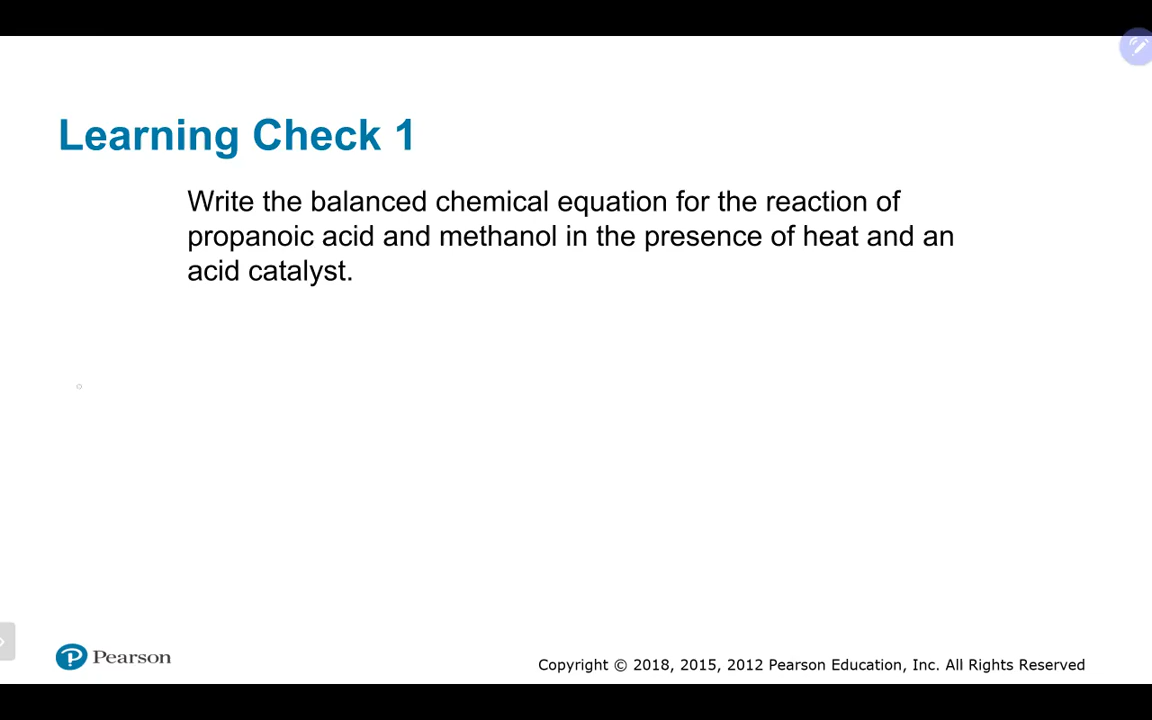 Learning Check 1
Write the balanced chemical equation for the reaction of
propanoic acid and methanol in the presence of heat and an
acid catalyst.
Pearson
Copyright © 2018, 2015, 2012 Pearson Education, Inc. All Rights Reserved